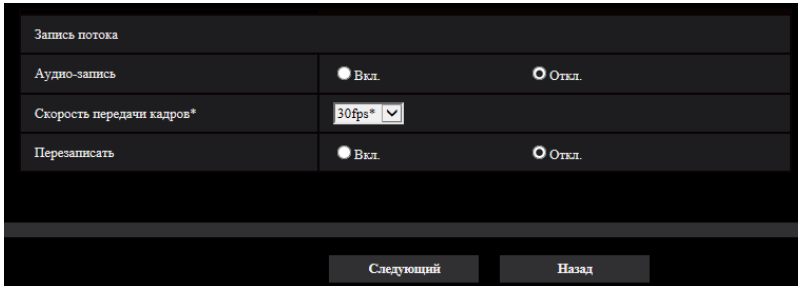 Запись потока
Аудио-запись Вкл. Откл.
Скорость передачи кадров* 30fps*
Перезаписать Вкл. Откл.
Следующий Назад